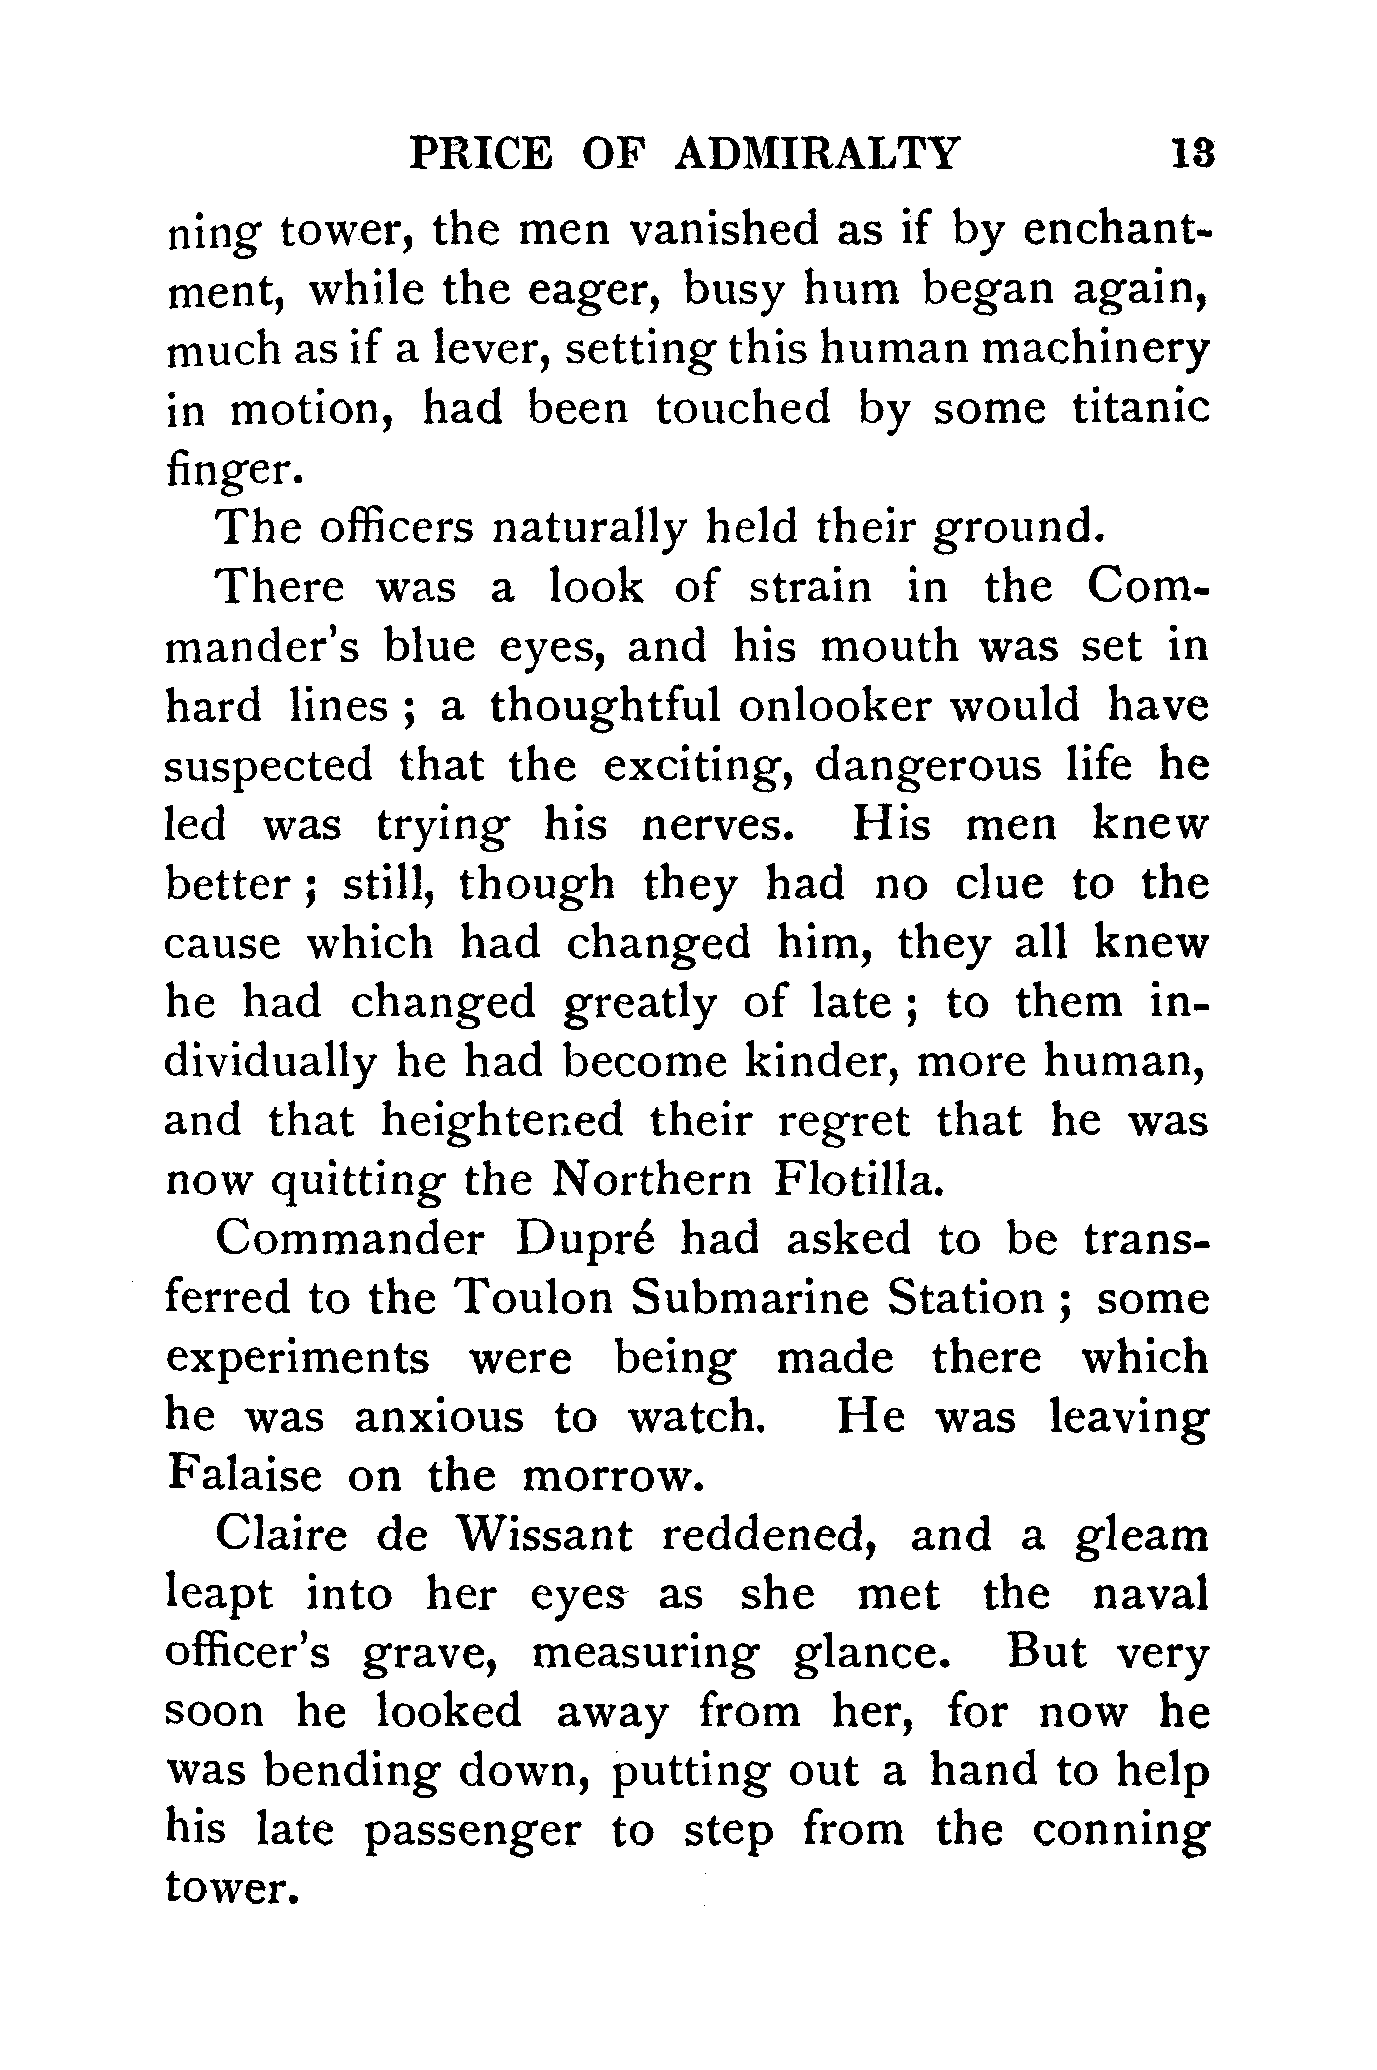 PRICE OF ADMIRALTY 13
ning tower, the men vanished as if by enchant-
ment, while the eager, busy hum began again,
much as if a lever, setting this human machinery
in motion, had been touched by some titanic
finger.
The officers naturally held their ground.
There was a look of strain in the Com-
mander's blue eyes, and his mouth was set in
hard lines ; a thoughtful onlooker would have
suspected that the exciting, dangerous life he
led was trying his nerves. His men knew
better ; still, though they had no clue to the
cause which had changed him, they all knew
he had changed greatly of late ; to them in-
dividually he had become kinder, more human,
and that heightened their regret that he was
now quitting the Northern Flotilla.
Commander Dupré had asked to be trans-
ferred to the Toulon Submarine Station ; some
experiments were being made there which
he was anxious to watch. He was leaving
Falaise on the morrow.
Claire de Wissant reddened, and a gleam
leapt into her eyes as she met the naval
officer's grave, measuring glance. But very
soon he looked away from her, for now he
was bending down, putting out a hand to help
his late passenger to step from the conning
tower.